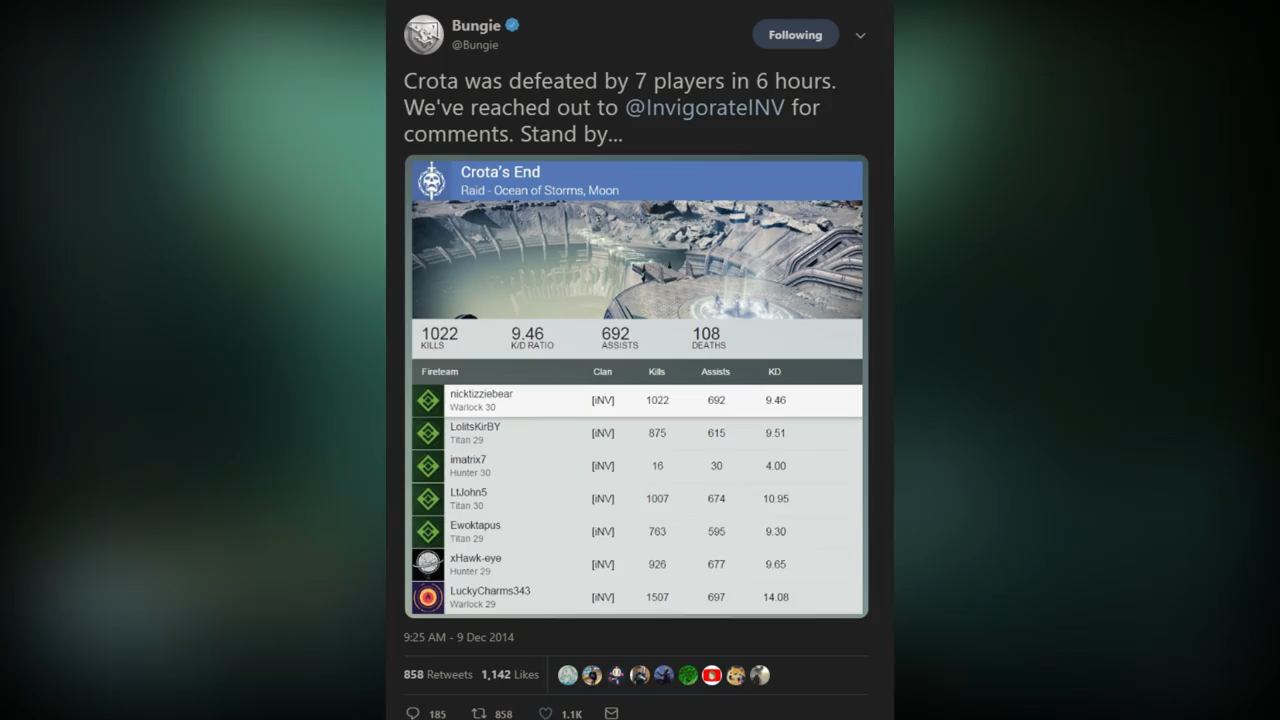 Bungie
@Bungie
Following
Crota was defeated by 7 players in 6 hours.
We've reached out to @InvigorateINV for
comments. Stand by...
Crota's End
Raid - Ocean of Storms, Moon
1022 9.46 692 108
KILLS K/D RATIO ASSISTS DEATHS
Fireteam Clan Kills Assists KD
nicktizziebear [iNV] 1022 692 9.46
Warlock 30
LolitsKirBY [iNV] 875 615 9.51
Titan 29
imatrix7 [iNV] 16 30 4.00
Hunter 30
LtJohn5 [iNV] 1007 674 10.95
Titan 30
Ewoktapus [iNV] 763 595 9.30
Titan 29
xHawk-eye [iNV] 926 677 9.65
Hunter 29
LuckyCharms343 [iNV] 1507 697 14.08
Warlock 29
9:25 AM - 9 Dec 2014
858 Retweets 1,142 Likes
185 858 1.1K